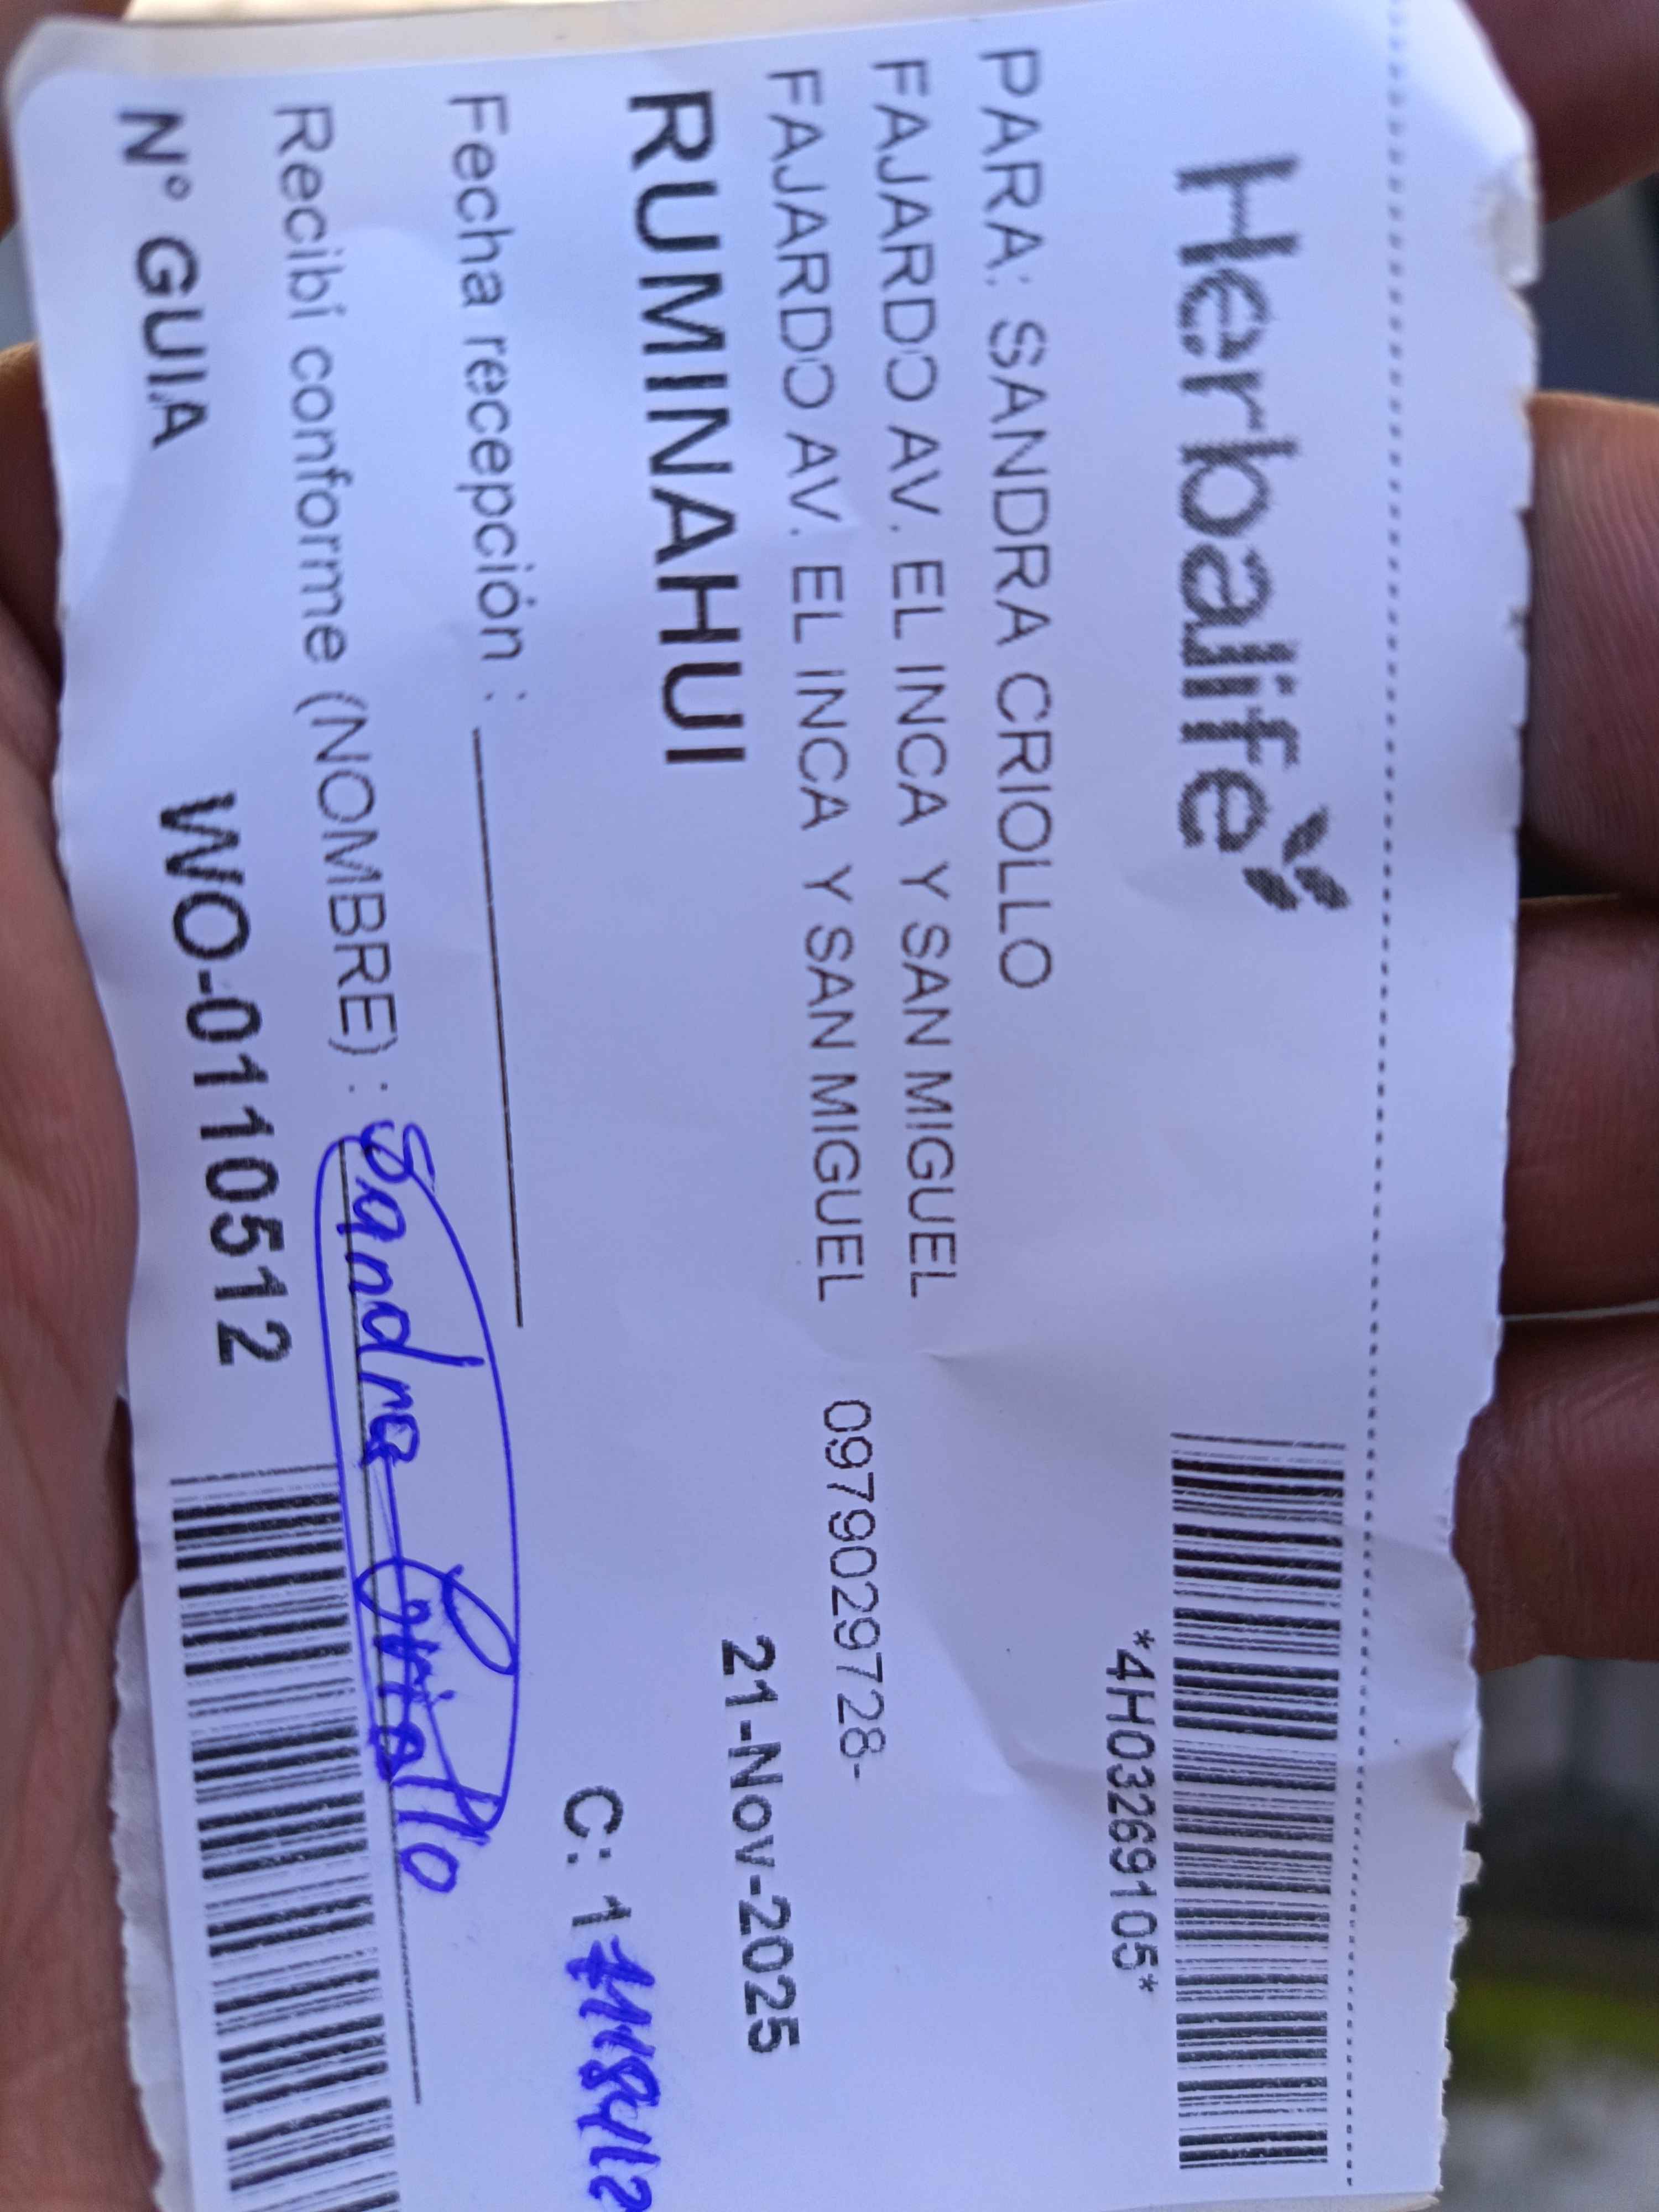 Herbalife
*4H03269105*
PARA: SANDRA CRIOLLO
FAJARDO AV. EL INCA Y SAN MIGUEL
FAJARDO AV. EL INCA Y SAN MIGUEL 0979029728-
RUMINAHUI 21-Nov-2025
Fecha recepción : C: 1
Recibí conforme (NOMBRE) : Sandra Criollo
N° GUIA WO-0110512